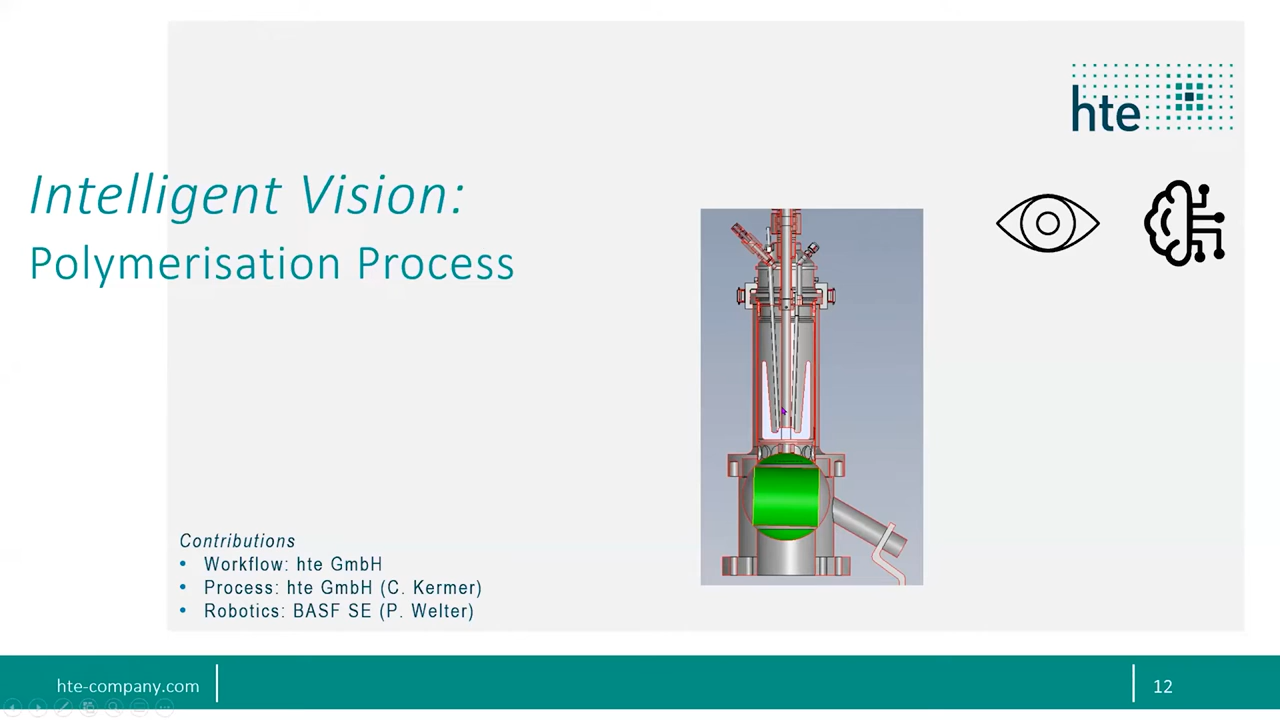 hte
Intelligent Vision:
Polymerisation Process
Contributions
• Workflow: hte GmbH
• Process: hte GmbH (C. Kermer)
• Robotics: BASF SE (P. Welter)
hte-company.com
12